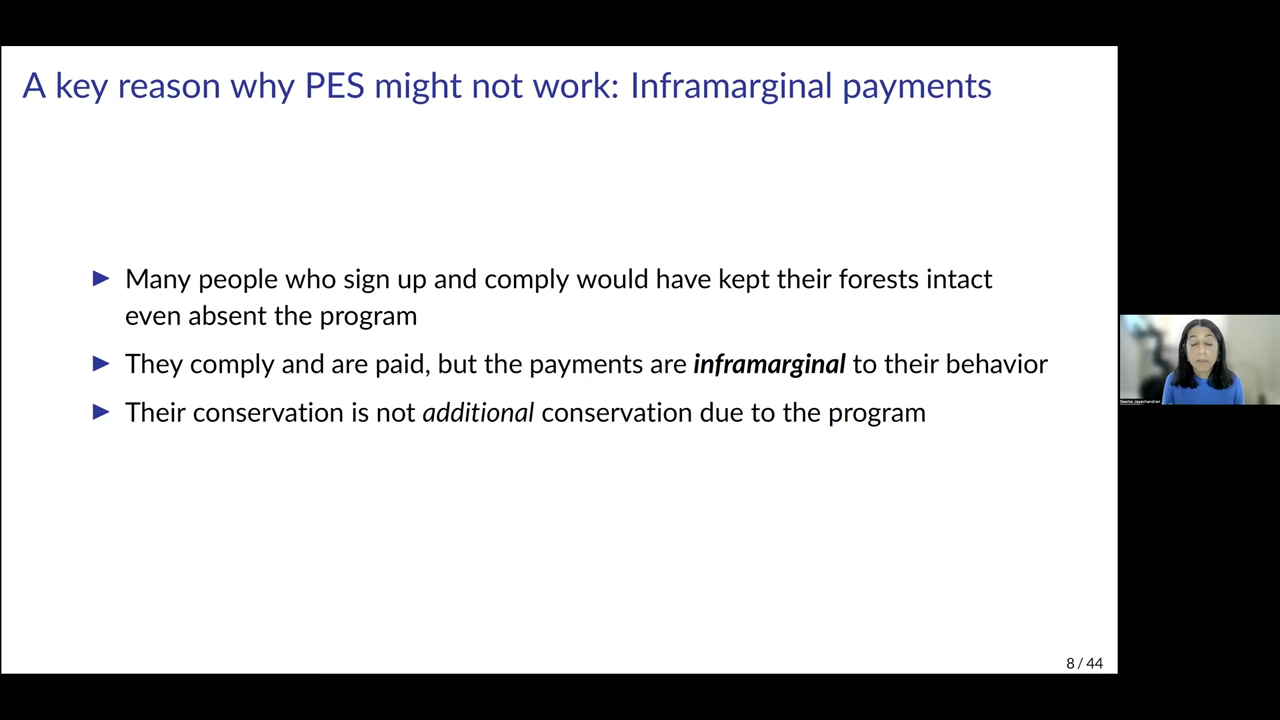 A key reason why PES might not work: Inframarginal payments
▶ Many people who sign up and comply would have kept their forests intact
even absent the program
▶ They comply and are paid, but the payments are inframarginal to their behavior
▶ Their conservation is not additional conservation due to the program
Seema Jayachandran
8 / 44